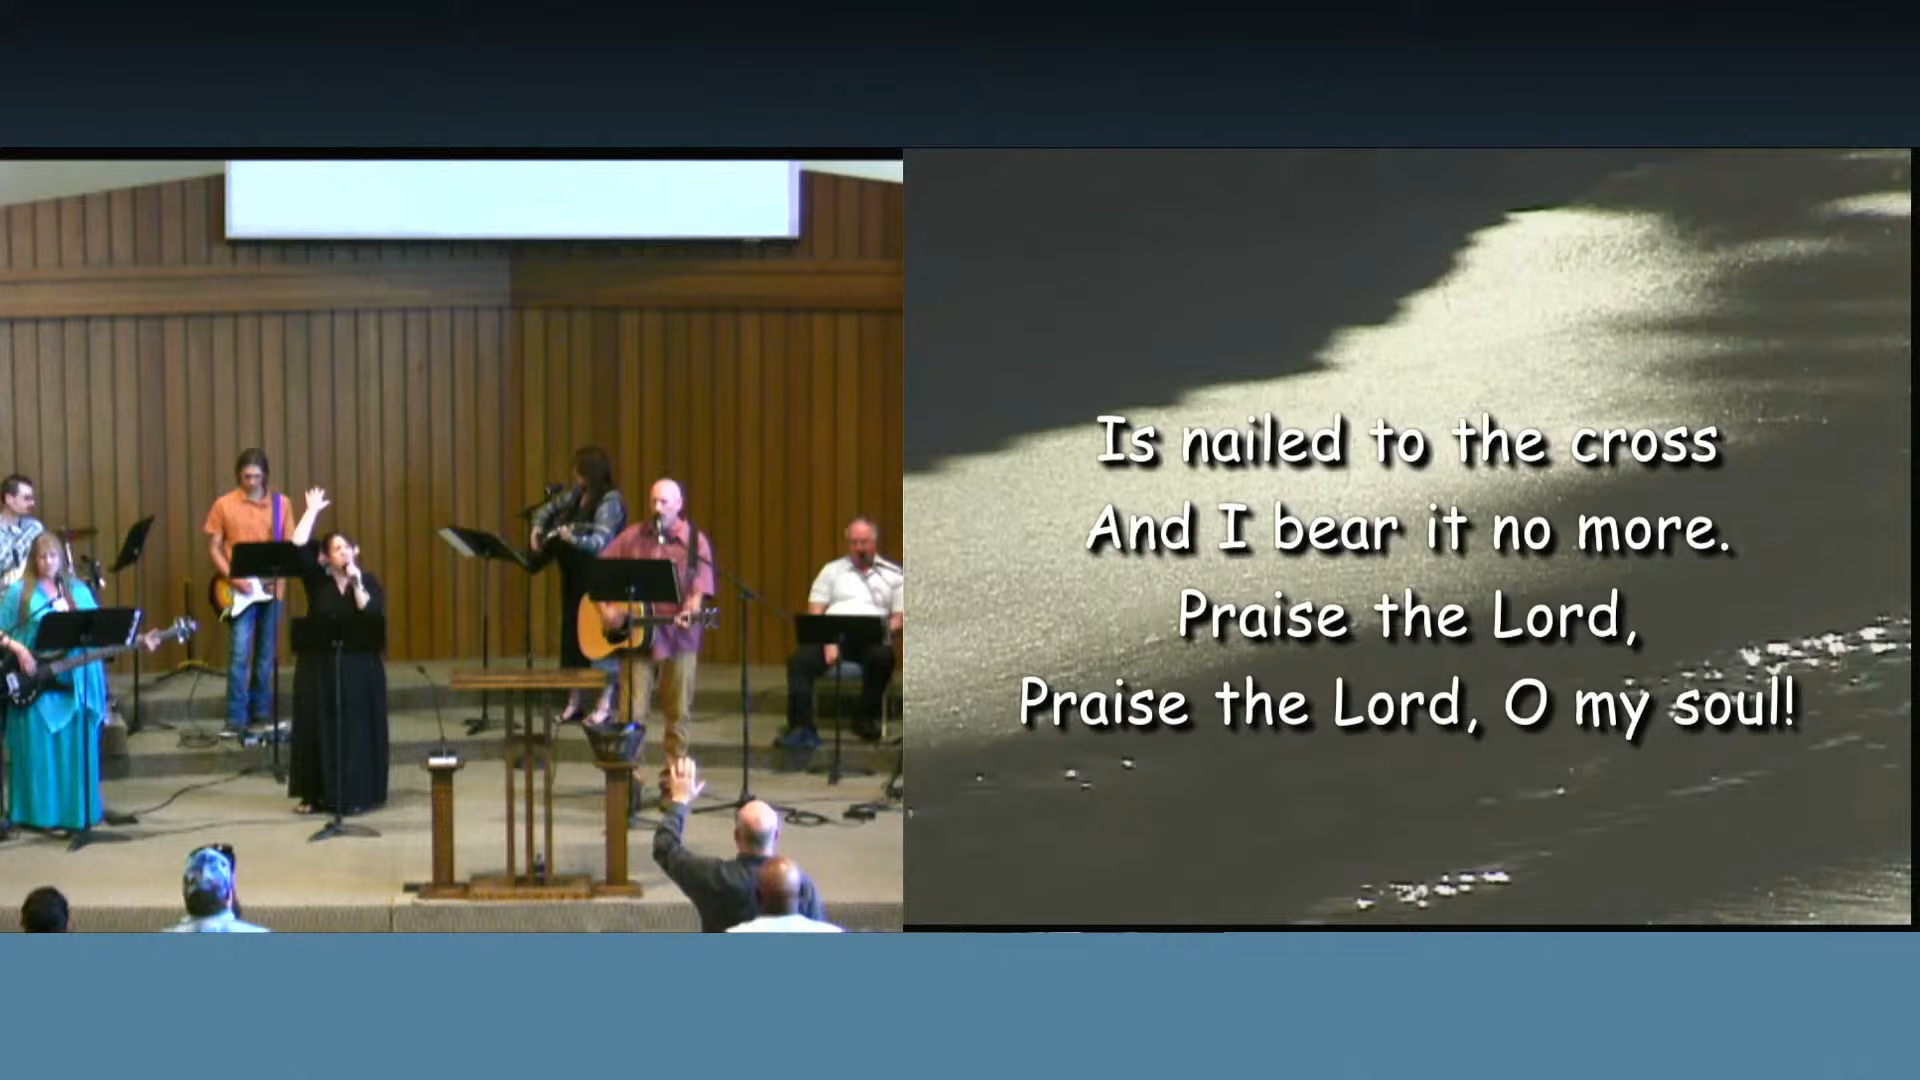 Is nailed to the cross
And I bear it no more.
Praise the Lord,
Praise the Lord, O my soul!